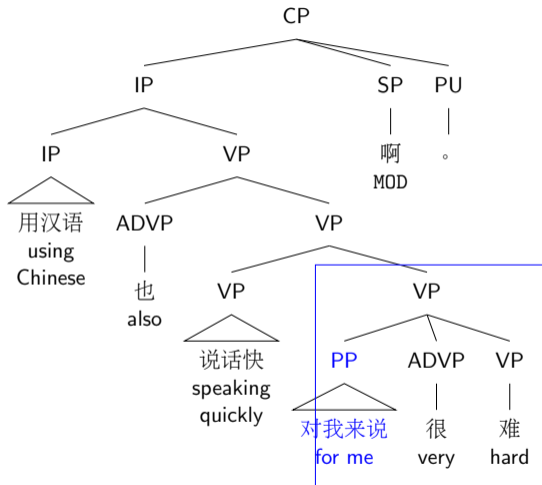 CP
IP SP PU
IP VP 啊 。
MOD
用汉语 ADVP VP
using
Chinese
也 VP VP
also
说话快 PP ADVP VP
speaking
quickly
对我来说 很 难
for me very hard